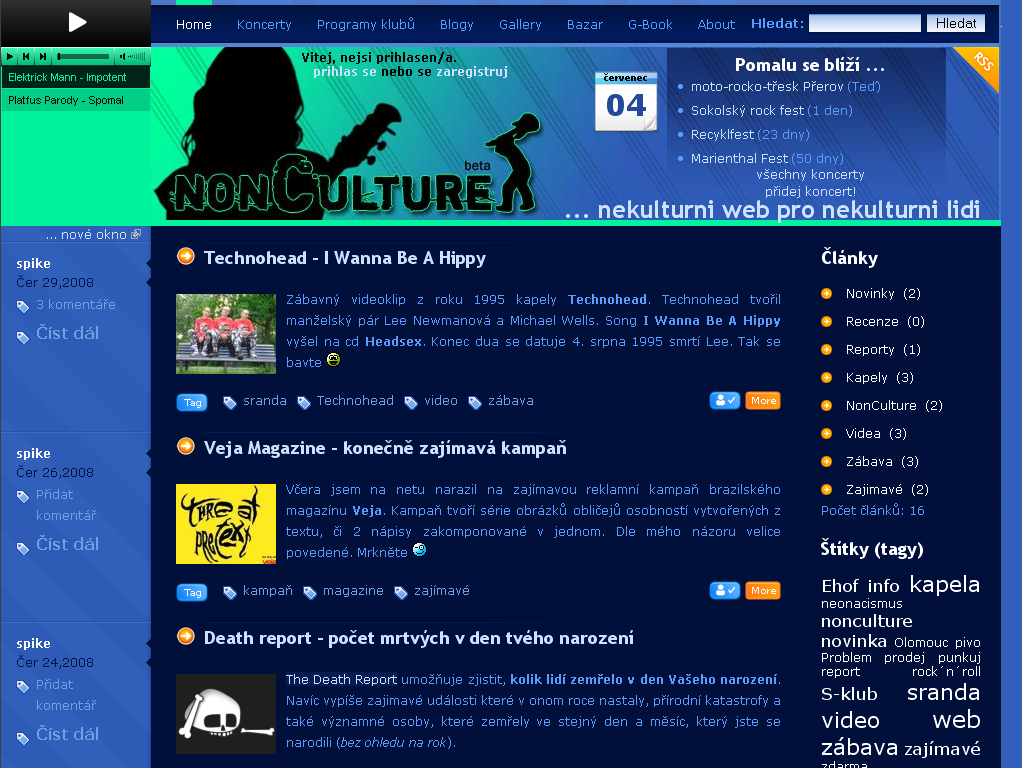 Home Koncerty Programy klubů Blogy Gallery Bazar G-Book About Hledat: Hledat
Elektrick Mann - Impotent
Platfus Parody - Spomal
Vitej, nejsi prihlasen/a.
prihlas se nebo se zaregistruj
NONCULTURE
beta
červenec
04
Pomalu se blíží ...
moto-rocko-třesk Přerov (Teď)
Sokolský rock fest (1 den)
Recyklfest (23 dny)
Marienthal Fest (50 dny)
všechny koncerty
přidej koncert!
RSS
... nekulturni web pro nekulturni lidi
... nové okno
spike
Čer 29,2008
3 komentáře
Číst dál
Technohead - I Wanna Be A Hippy
Zábavný videoklip z roku 1995 kapely Technohead. Technohead tvořil
manželský pár Lee Newmanová a Michael Wells. Song I Wanna Be A Hippy
vyšel na cd Headsex. Konec dua se datuje 4. srpna 1995 smrtí Lee. Tak se
bavte
Tag sranda Technohead video zábava More
spike
Čer 26,2008
Přidat
komentář
Číst dál
Veja Magazine - konečně zajímavá kampaň
Včera jsem na netu narazil na zajímavou reklamní kampaň brazilského
magazínu Veja. Kampaň tvoří série obrázků obličejů osobností vytvořených z
textu, či 2 nápisy zakomponované v jednom. Dle mého názoru velice
povedené. Mrkněte
Tag kampaň magazine zajímavé More
spike
Čer 24,2008
Přidat
komentář
Číst dál
Death report - počet mrtvých v den tvého narození
The Death Report umožňuje zjistit, kolik lidí zemřelo v den Vašeho narození.
Navíc vypíše zajimavé události které v onom roce nastaly, přírodní katastrofy a
také významné osoby, které zemřely ve stejný den a měsíc, který jste se
narodili (bez ohledu na rok).
Články
Novinky (2)
Recenze (0)
Reporty (1)
Kapely (3)
NonCulture (2)
Videa (3)
Zábava (3)
Zajimavé (2)
Počet článků: 16
Štítky (tagy)
Ehof info kapela
neonacismus
nonculture
novinka Olomouc pivo
Problem prodej punkuj
report rock´n´roll
S-klub sranda
video web
zábava zajímavé
zdarma